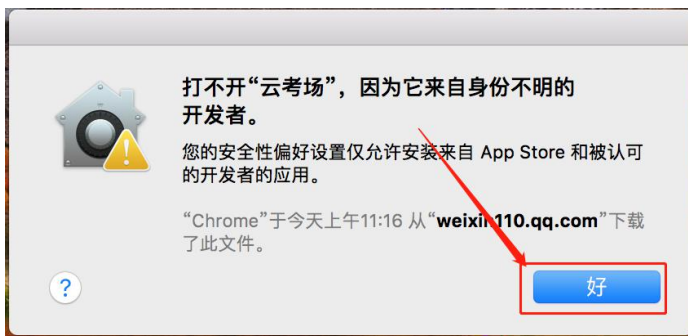 打不开“云考场”，因为它来自身份不明的
开发者。
您的安全性偏好设置仅允许安装来自 App Store 和被认可
的开发者的应用。
“Chrome”于今天上午11:16 从“weixin110.qq.com”下载
了此文件。
?
好